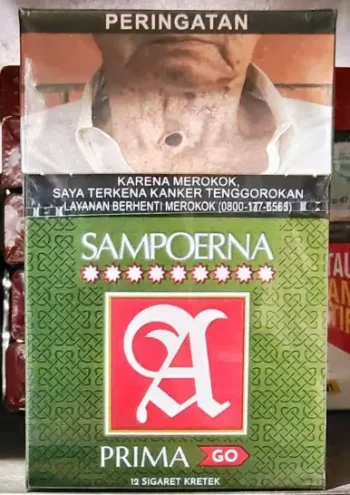 PERINGATAN
KARENA MEROKOK,
SAYA TERKENA KANKER TENGGOROKAN
LAYANAN BERHENTI MEROKOK (0800-177-6565)
SAMPOERNA
A
PRIMA GO
12 SIGARET KRETEK